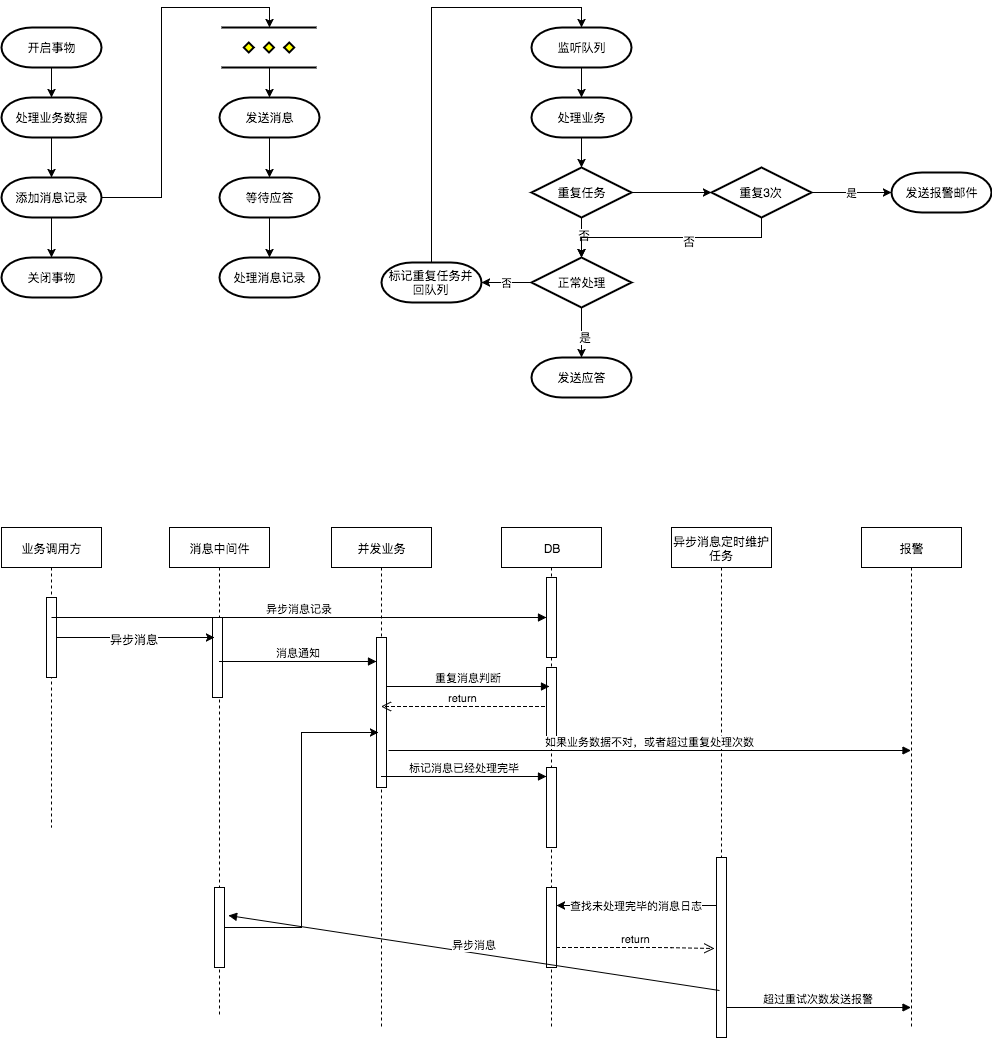 开启事物
处理业务数据
添加消息记录
关闭事物
发送消息
等待应答
处理消息记录
监听队列
处理业务
重复任务
重复3次
是
发送报警邮件
否
否
标记重复任务并
回队列
否
正常处理
是
发送应答
业务调用方
消息中间件
并发业务
DB
异步消息定时维护
任务
报警
异步消息记录
异步消息
消息通知
重复消息判断
return
如果业务数据不对，或者超过重复处理次数
标记消息已经处理完毕
查找未处理完毕的消息日志
return
异步消息
超过重试次数发送报警